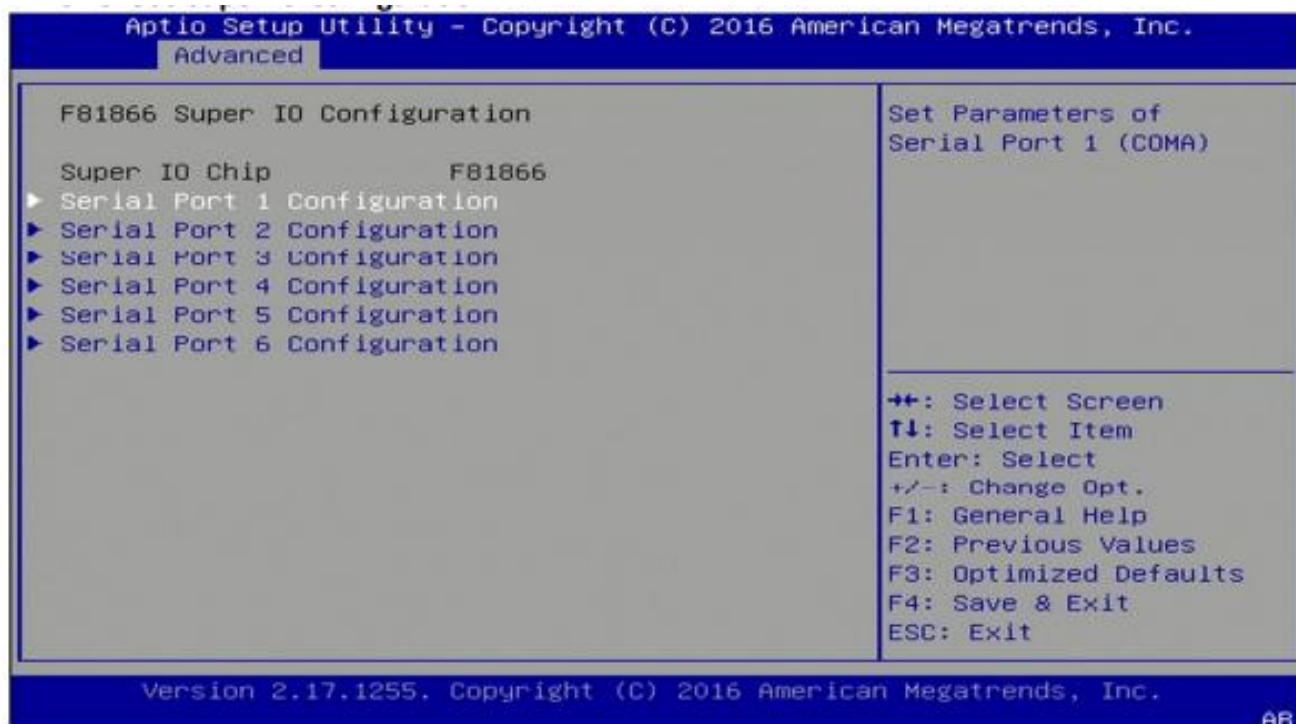 Aptio Setup Utility – Copyright (C) 2016 American Megatrends, Inc.
Advanced
F81866 Super IO Configuration
Super IO Chip F81866
▶ Serial Port 1 Configuration
▶ Serial Port 2 Configuration
▶ Serial Port 3 Configuration
▶ Serial Port 4 Configuration
▶ Serial Port 5 Configuration
▶ Serial Port 6 Configuration
Set Parameters of
Serial Port 1 (COMA)
→←: Select Screen
↑↓: Select Item
Enter: Select
+/-: Change Opt.
F1: General Help
F2: Previous Values
F3: Optimized Defaults
F4: Save & Exit
ESC: Exit
Version 2.17.1255. Copyright (C) 2016 American Megatrends, Inc.
AB